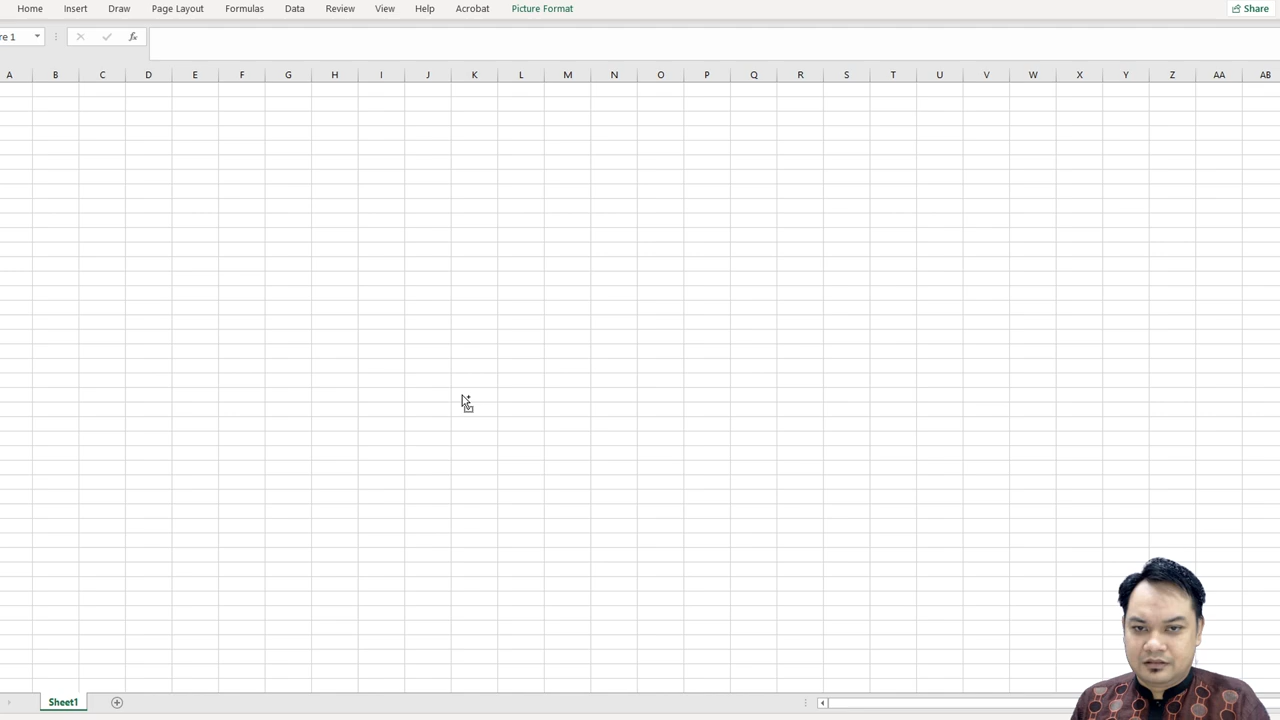 Home Insert Draw Page Layout Formulas Data Review View Help Acrobat Picture Format Share
re 1 fx
A B C D E F G H I J K L M N O P Q R S T U V W X Y Z AA AB
Sheet1